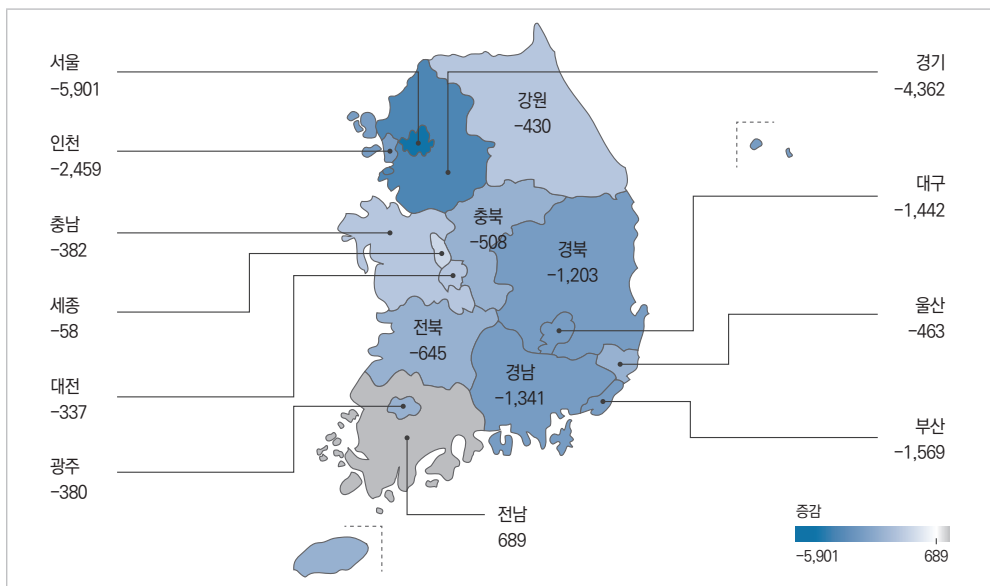 서울
−5,901
경기
−4,362
강원
−430
인천
−2,459
대구
−1,442
충남
−382
충북
−508
경북
−1,203
세종
−58
울산
−463
전북
−645
대전
−337
경남
−1,341
부산
−1,569
광주
−380
전남
689
증감
−5,901 689